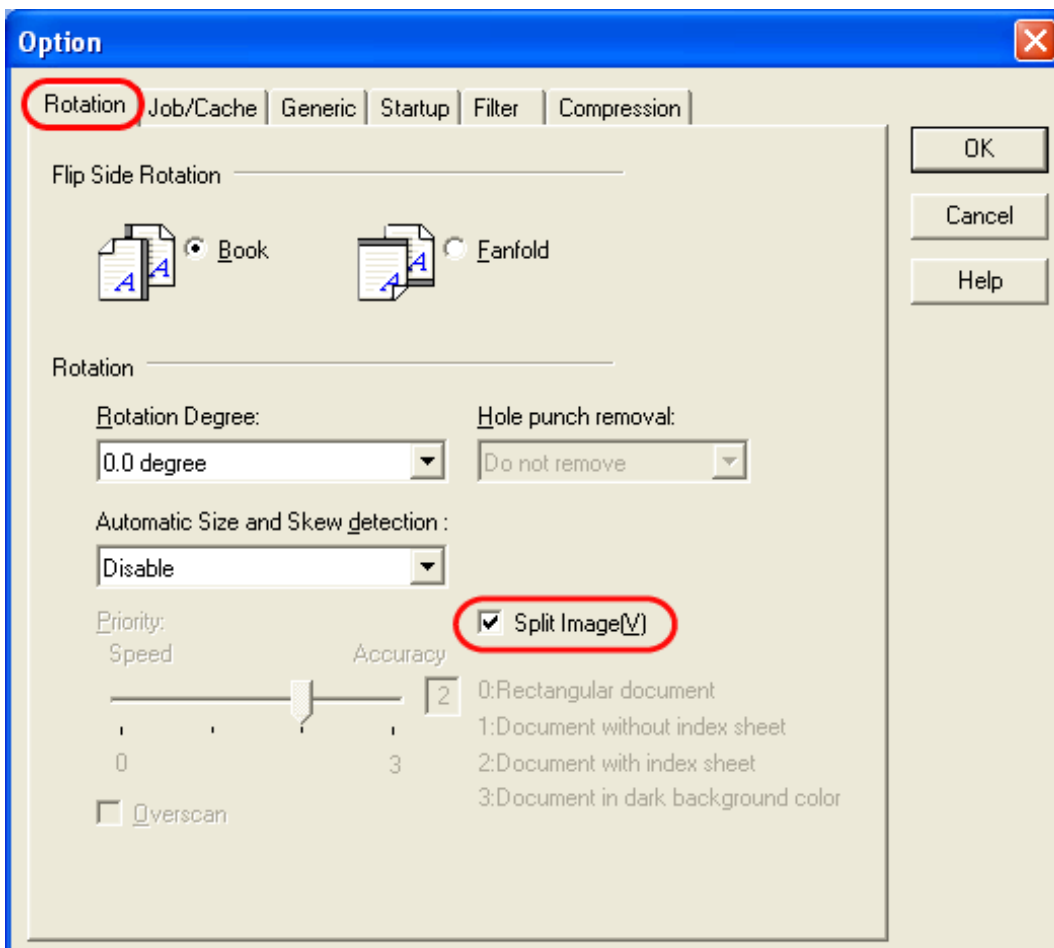 Option
Rotation Job/Cache Generic Startup Filter Compression
OK
Cancel
Help
Flip Side Rotation
A A Book A A Fanfold
Rotation
Rotation Degree: Hole punch removal:
0.0 degree Do not remove
Automatic Size and Skew detection :
Disable
Priority: Split Image(V)
Speed Accuracy
2 0:Rectangular document
1:Document without index sheet
0 3 2:Document with index sheet
3:Document in dark background color
Overscan